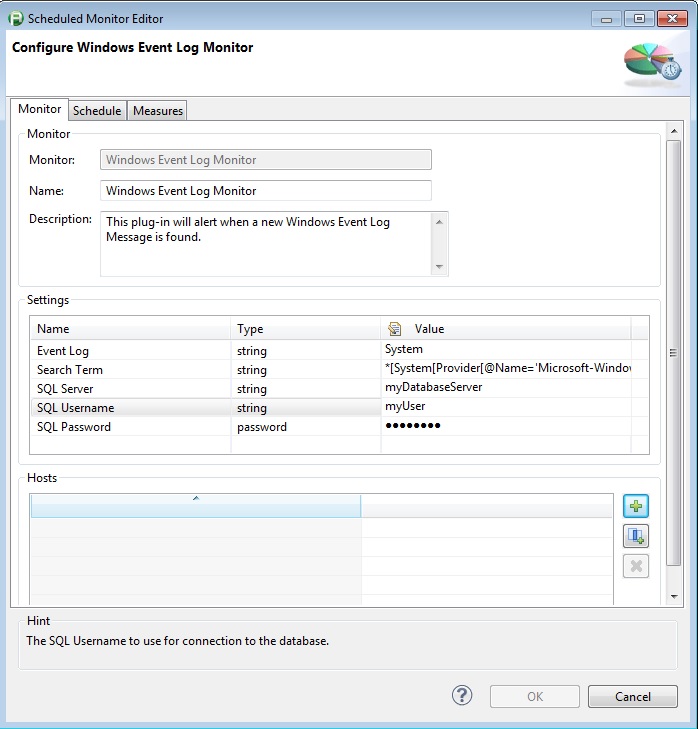 Scheduled Monitor Editor
Configure Windows Event Log Monitor
Monitor Schedule Measures
Monitor
Monitor: Windows Event Log Monitor
Name: Windows Event Log Monitor
Description: This plug-in will alert when a new Windows Event Log
Message is found.
Settings
Name Type Value
Event Log string System
Search Term string *[System[Provider[@Name='Microsoft-Window
SQL Server string myDatabaseServer
SQL Username string myUser
SQL Password password ●●●●●●●●
Hosts
Hint
The SQL Username to use for connection to the database.
? OK Cancel